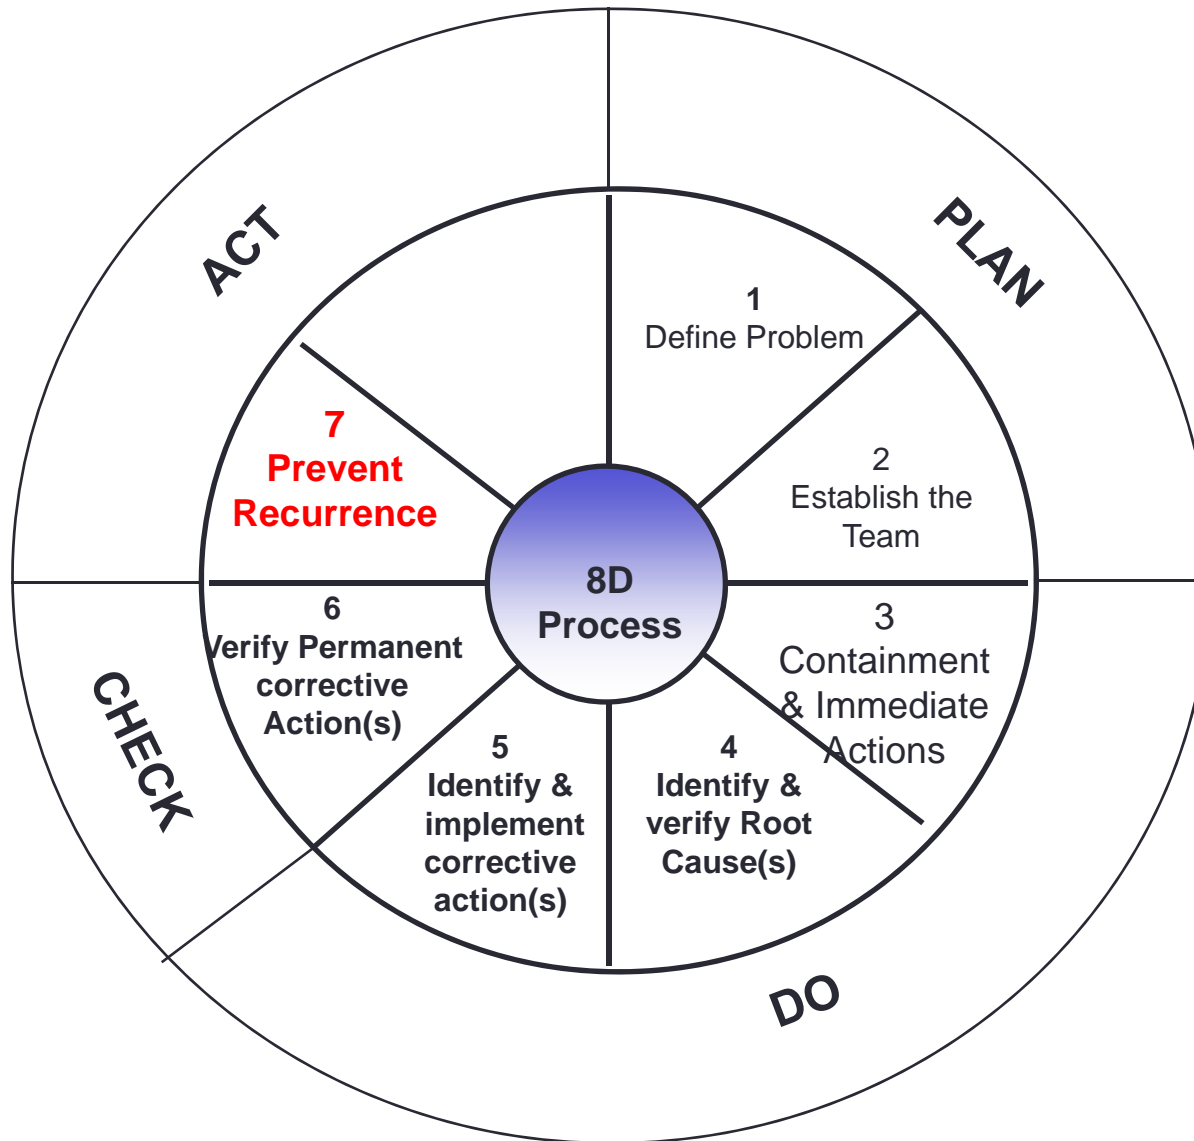 PLAN
1
Define Problem
2
Establish the
Team
DO
3
Containment
& Immediate
Actions
4
Identify &
verify Root
Cause(s)
5
Identify &
implement
corrective
action(s)
CHECK
6
Verify Permanent
corrective
Action(s)
ACT
7
Prevent
Recurrence
8D
Process